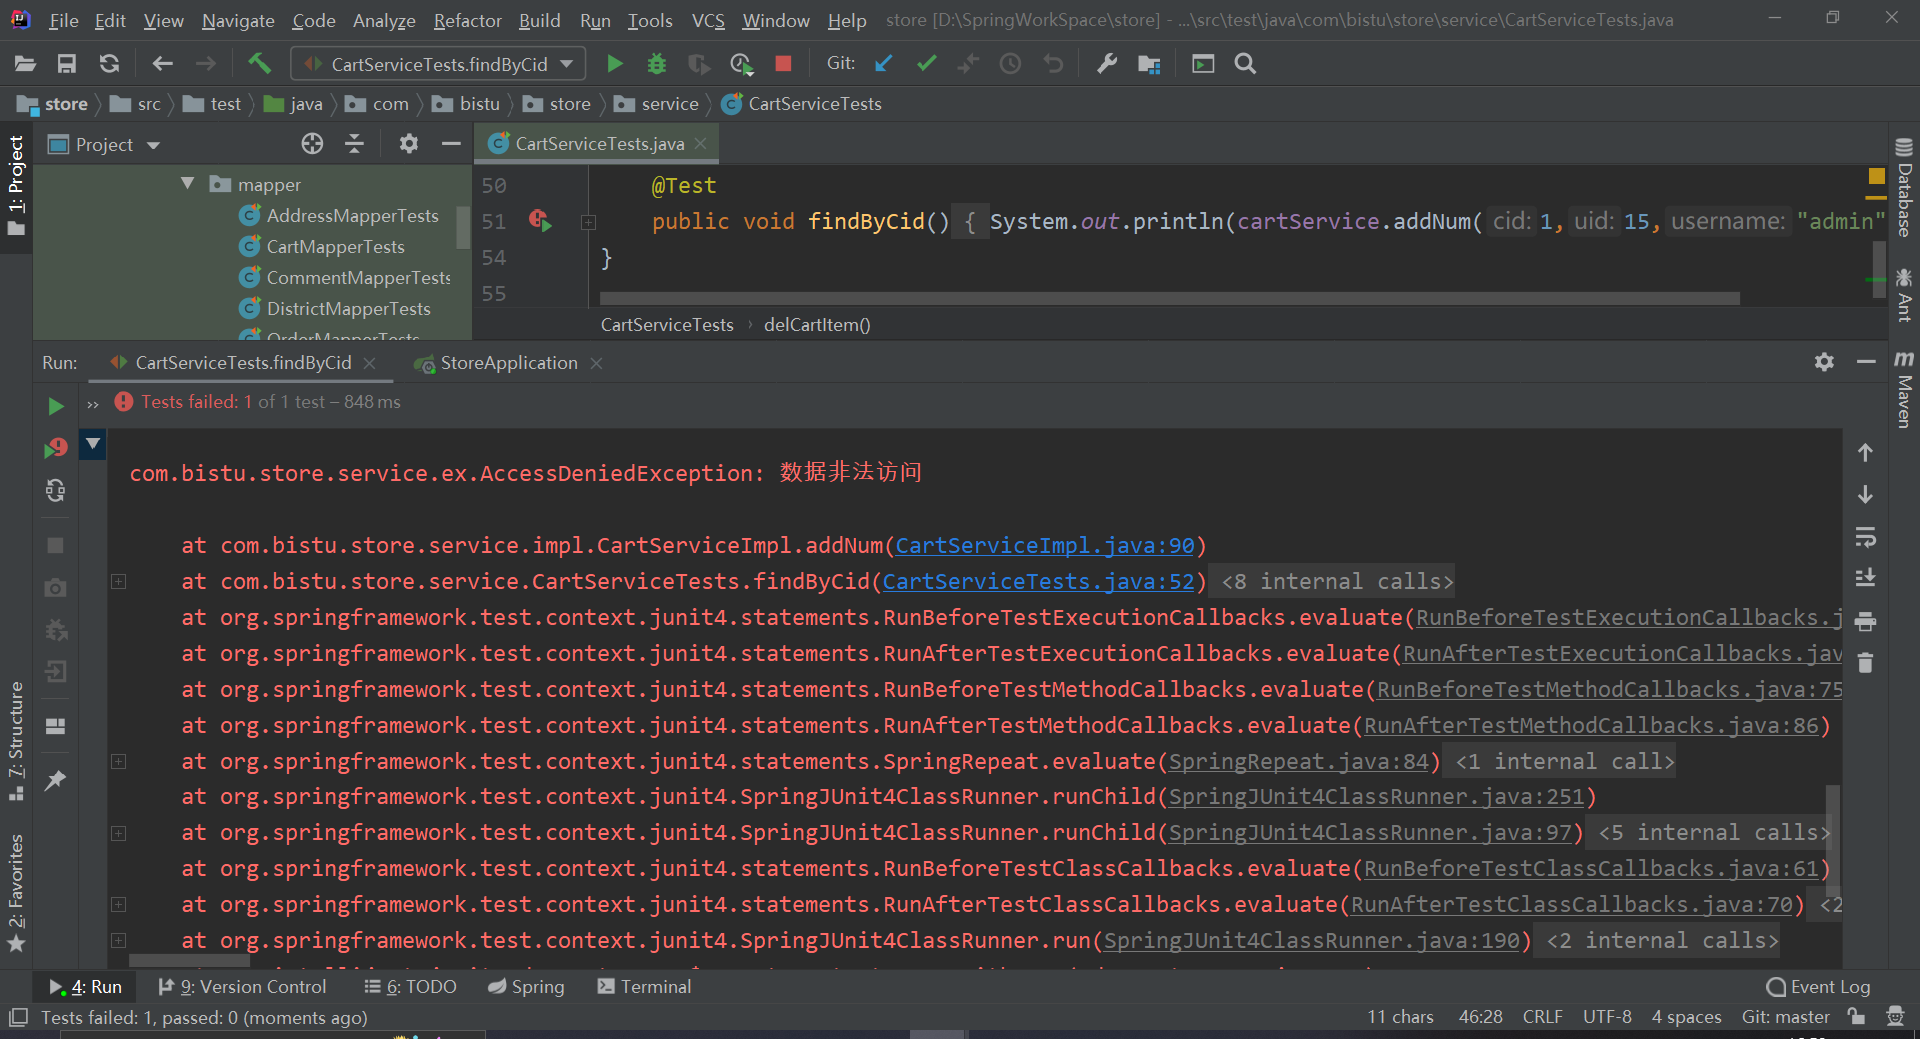 File Edit View Navigate Code Analyze Refactor Build Run Tools VCS Window Help store [D:\SpringWorkSpace\store] - ...\src\test\java\com\bistu\store\service\CartServiceTests.java
CartServiceTests.findByCid Git:
store src test java com bistu store service CartServiceTests
1: Project
7: Structure
2: Favorites
Project
mapper
AddressMapperTests
CartMapperTests
CommentMapperTests
DistrictMapperTests
OrderMapperTests
CartServiceTests.java
50 @Test
51 public void findByCid() { System.out.println(cartService.addNum( cid: 1, uid: 15, username: "admin"
54 }
55
CartServiceTests › delCartItem()
Database
Ant
Maven
Run: CartServiceTests.findByCid StoreApplication
» Tests failed: 1 of 1 test – 848 ms
com.bistu.store.service.ex.AccessDeniedException: 数据非法访问
at com.bistu.store.service.impl.CartServiceImpl.addNum(CartServiceImpl.java:90)
at com.bistu.store.service.CartServiceTests.findByCid(CartServiceTests.java:52) <8 internal calls>
at org.springframework.test.context.junit4.statements.RunBeforeTestExecutionCallbacks.evaluate(RunBeforeTestExecutionCallbacks.j
at org.springframework.test.context.junit4.statements.RunAfterTestExecutionCallbacks.evaluate(RunAfterTestExecutionCallbacks.jav
at org.springframework.test.context.junit4.statements.RunBeforeTestMethodCallbacks.evaluate(RunBeforeTestMethodCallbacks.java:75
at org.springframework.test.context.junit4.statements.RunAfterTestMethodCallbacks.evaluate(RunAfterTestMethodCallbacks.java:86)
at org.springframework.test.context.junit4.statements.SpringRepeat.evaluate(SpringRepeat.java:84) <1 internal call>
at org.springframework.test.context.junit4.SpringJUnit4ClassRunner.runChild(SpringJUnit4ClassRunner.java:251)
at org.springframework.test.context.junit4.SpringJUnit4ClassRunner.runChild(SpringJUnit4ClassRunner.java:97) <5 internal calls>
at org.springframework.test.context.junit4.statements.RunBeforeTestClassCallbacks.evaluate(RunBeforeTestClassCallbacks.java:61)
at org.springframework.test.context.junit4.statements.RunAfterTestClassCallbacks.evaluate(RunAfterTestClassCallbacks.java:70) <2
at org.springframework.test.context.junit4.SpringJUnit4ClassRunner.run(SpringJUnit4ClassRunner.java:190) <2 internal calls>
4: Run 9: Version Control 6: TODO Spring Terminal Event Log
Tests failed: 1, passed: 0 (moments ago) 11 chars 46:28 CRLF UTF-8 4 spaces Git: master